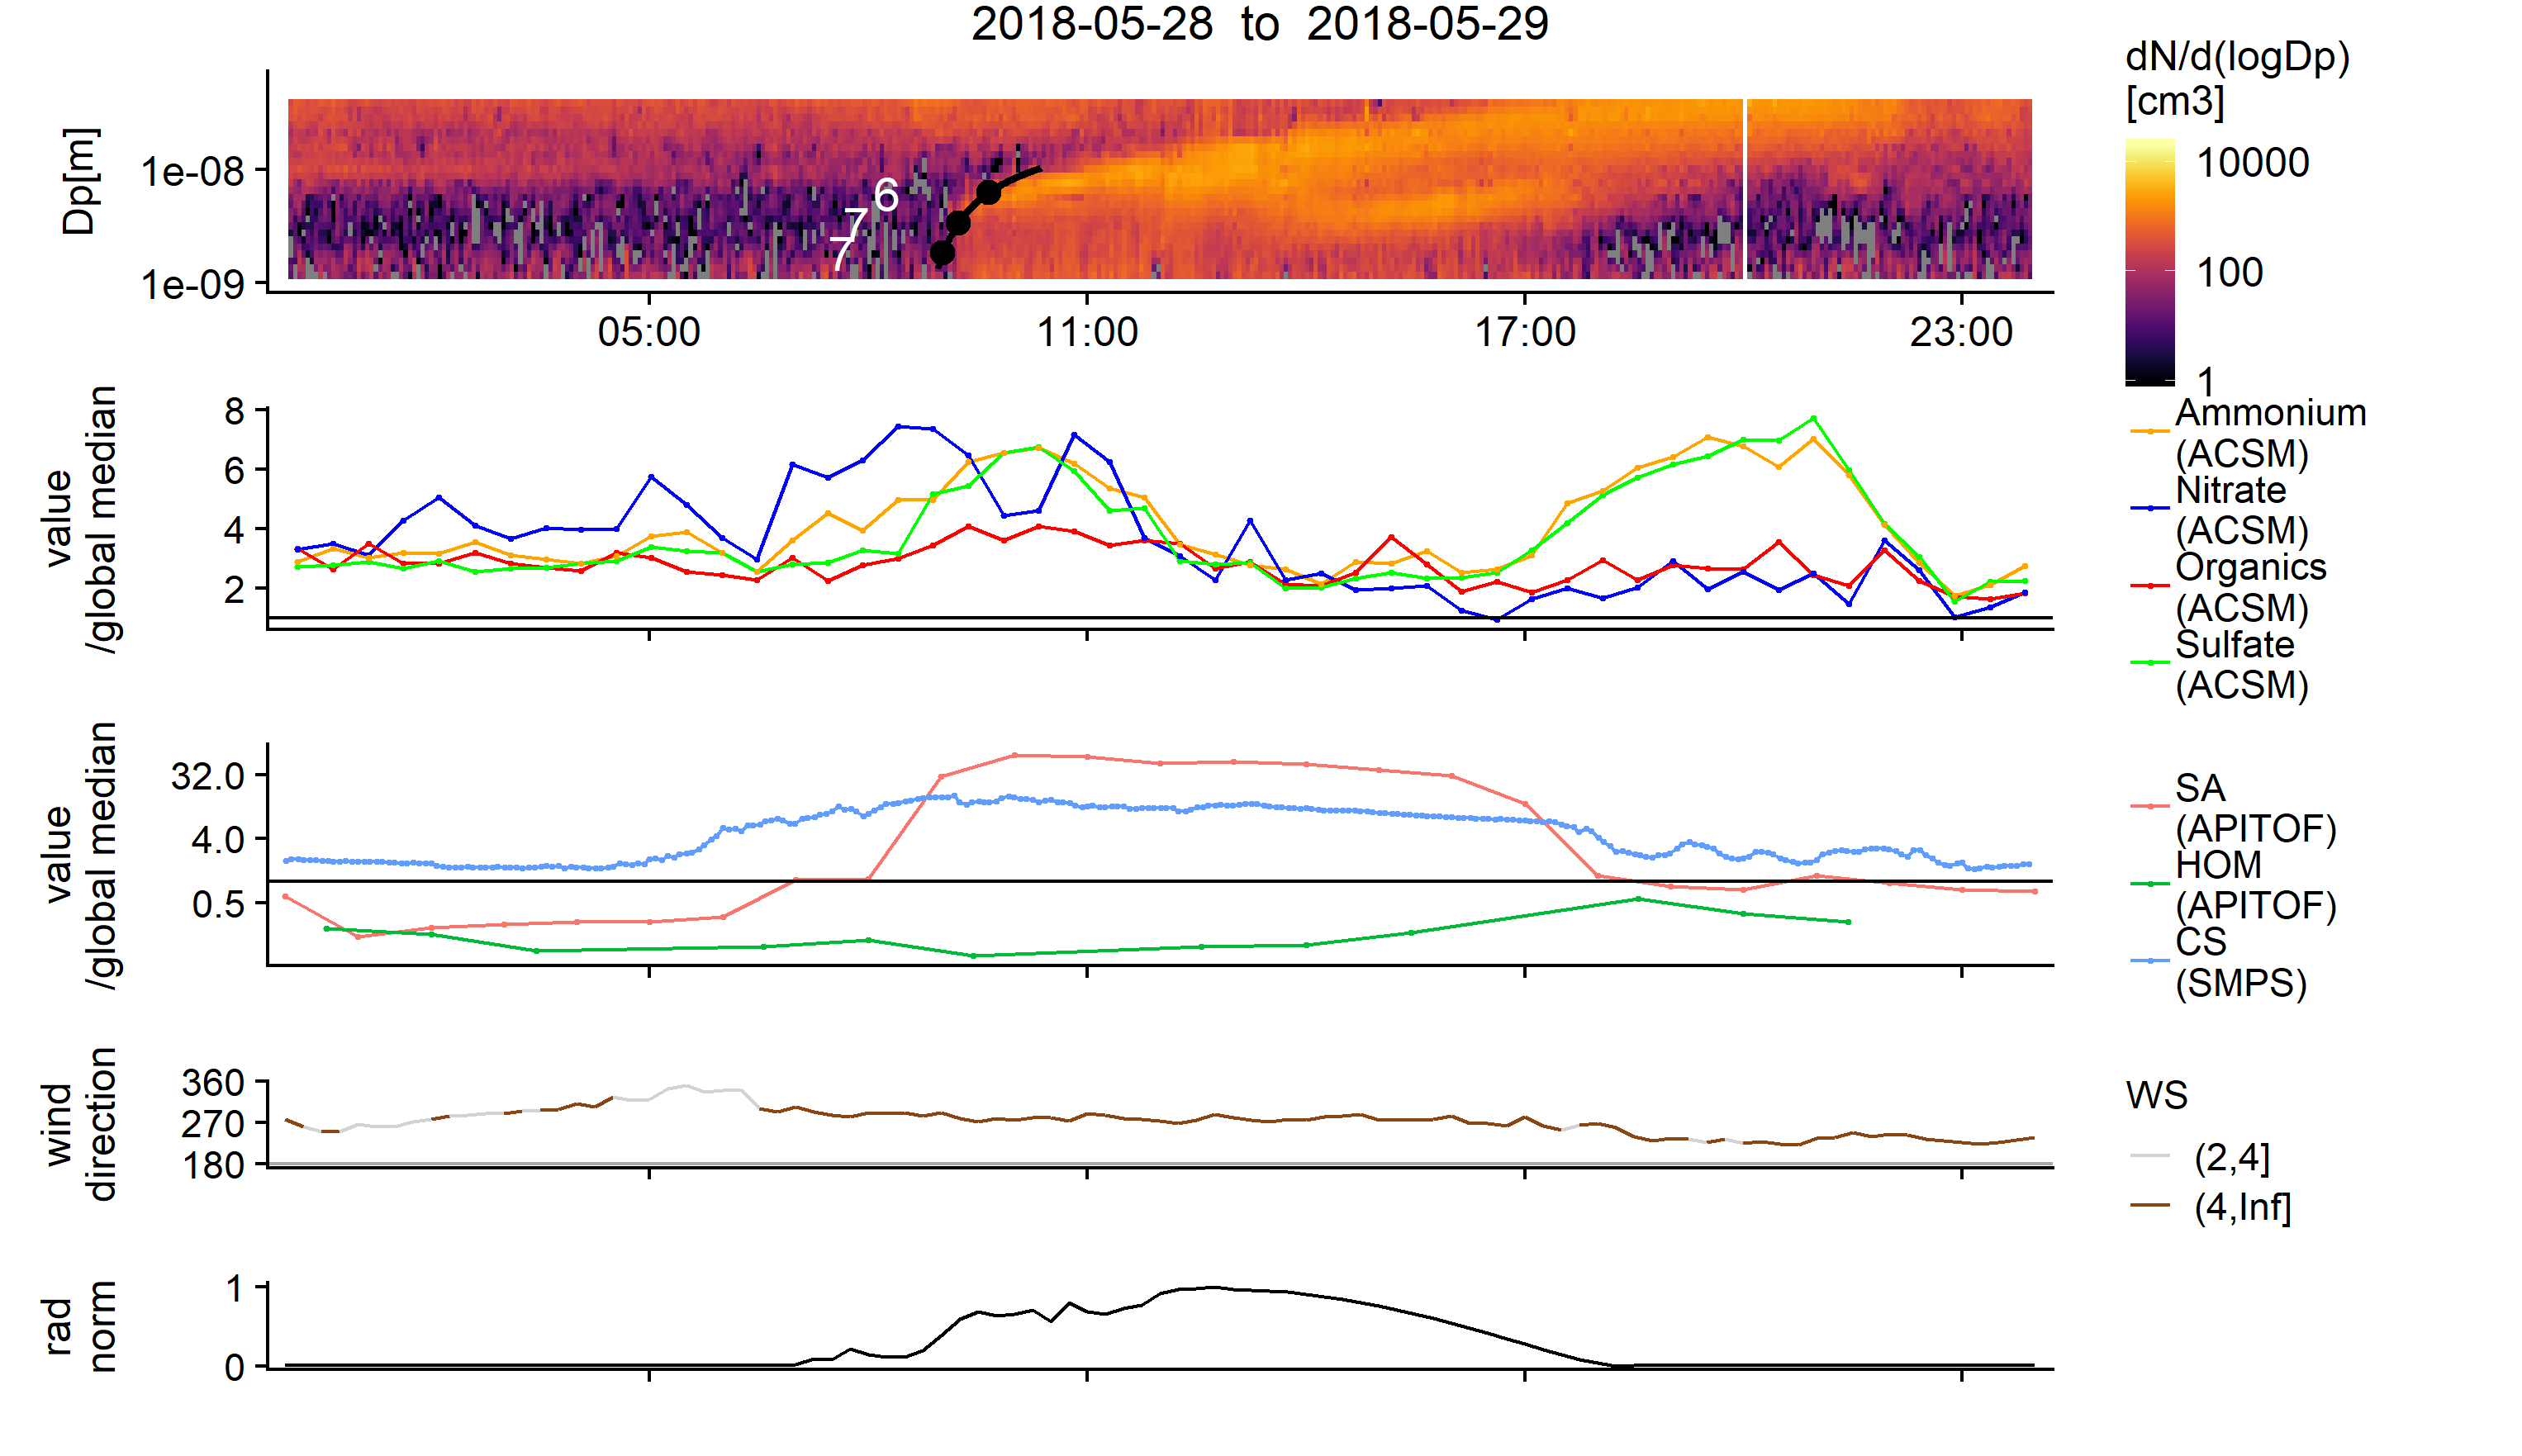 2018-05-28 to 2018-05-29
Dp[m]
1e-08
1e-09
6
7
7
05:00
11:00
17:00
23:00
dN/d(logDp)
[cm3]
10000
100
1
value
/global median
8
6
4
2
Ammonium
(ACSM)
Nitrate
(ACSM)
Organics
(ACSM)
Sulfate
(ACSM)
value
/global median
32.0
4.0
0.5
SA
(APITOF)
HOM
(APITOF)
CS
(SMPS)
wind
direction
360
270
180
WS
(2,4]
(4,Inf]
rad
norm
1
0